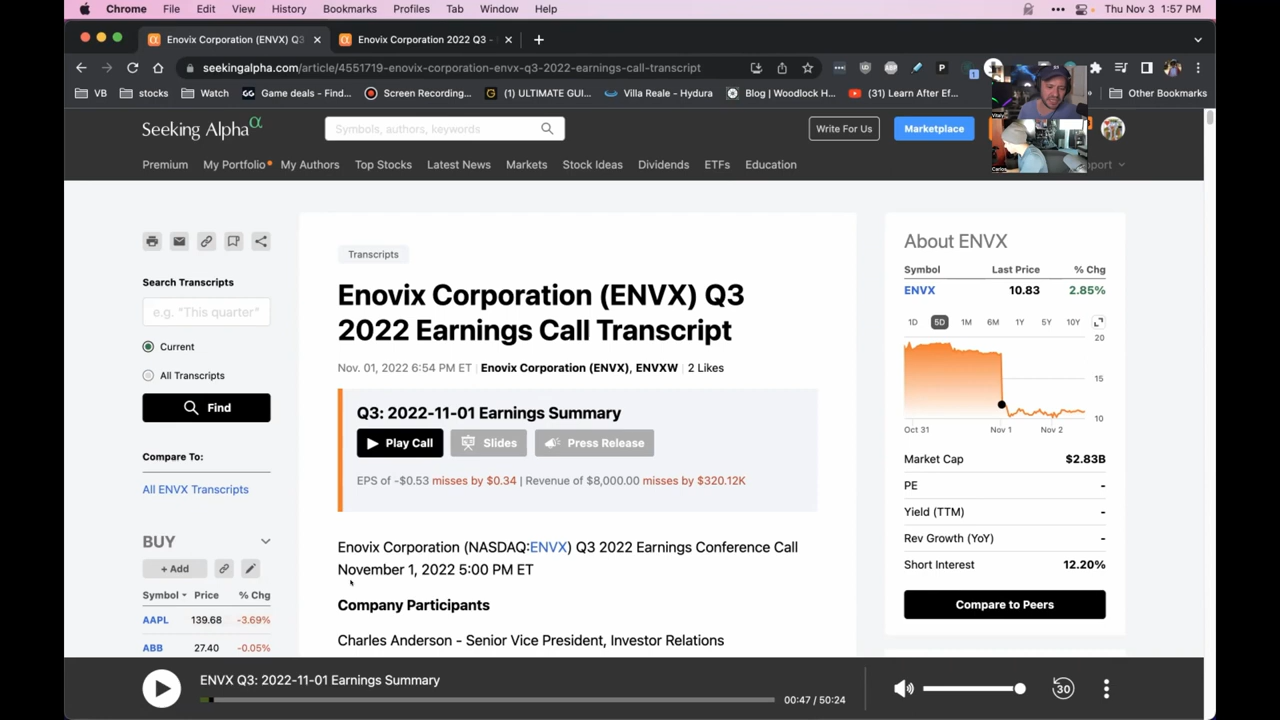 Chrome File Edit View History Bookmarks Profiles Tab Window Help Thu Nov 3 1:57 PM
Enovix Corporation (ENVX) Q3 Enovix Corporation 2022 Q3 -
seekingalpha.com/article/4551719-enovix-corporation-envx-q3-2022-earnings-call-transcript
VB stocks Watch Game deals - Find... Screen Recording... (1) ULTIMATE GUI... Villa Reale - Hydura Blog | Woodlock H... (31) Learn After Ef... Other Bookmarks
Vitaliy
Carlos
Seeking Alpha α
Symbols, authors, keywords
Write For Us
Marketplace
Premium My Portfolio My Authors Top Stocks Latest News Markets Stock Ideas Dividends ETFs Education
Search Transcripts
e.g. "This quarter"
Current
All Transcripts
Find
Compare To:
All ENVX Transcripts
BUY
+ Add
Symbol Price % Chg
AAPL 139.68 -3.69%
ABB 27.40 -0.05%
Transcripts
Enovix Corporation (ENVX) Q3
2022 Earnings Call Transcript
Nov. 01, 2022 6:54 PM ET Enovix Corporation (ENVX), ENVXW 2 Likes
Q3: 2022-11-01 Earnings Summary
Play Call Slides Press Release
EPS of -$0.53 misses by $0.34 | Revenue of $8,000.00 misses by $320.12K
Enovix Corporation (NASDAQ:ENVX) Q3 2022 Earnings Conference Call
November 1, 2022 5:00 PM ET
Company Participants
Charles Anderson - Senior Vice President, Investor Relations
About ENVX
Symbol Last Price % Chg
ENVX 10.83 2.85%
1D 5D 1M 6M 1Y 5Y 10Y
20
15
10
Oct 31 Nov 1 Nov 2
Market Cap $2.83B
PE -
Yield (TTM) -
Rev Growth (YoY) -
Short Interest 12.20%
Compare to Peers
ENVX Q3: 2022-11-01 Earnings Summary
00:47 / 50:24
30